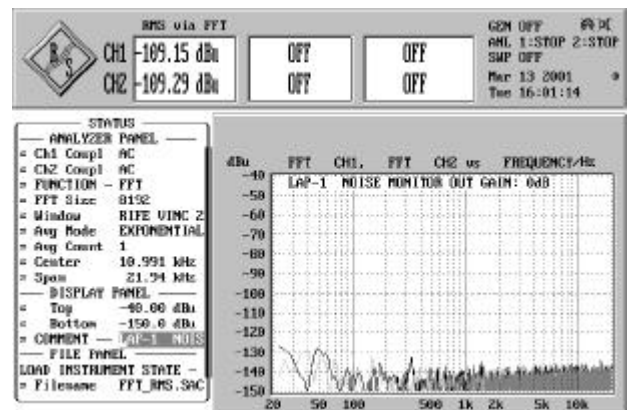 RMS via FFT
CH1 -109.15 dBu OFF OFF
CH2 -109.29 dBu OFF OFF
GEN OFF
ANL 1:STOP 2:STOP
SWP OFF
Mar 13 2001
Tue 16:01:14
R S
STATUS
ANALYZER PANEL
Ch1 Coupl AC
Ch2 Coupl AC
FUNCTION - FFT
FFT Size 8192
Window RIFE VINC 2
Avg Mode EXPONENTIAL
Avg Count 1
Center 10.991 kHz
Span 21.94 kHz
DISPLAY PANEL
Top -40.00 dBu
Bottom -150.0 dBu
COMMENT - LAP-1 NOIS
FILE PANEL
LOAD INSTRUMENT STATE -
Filename FFT_RMS.SAC
dBu FFT CH1, FFT CH2 vs FREQUENCY/Hz
LAP-1 NOISE MONITOR OUT GAIN: 0dB
-40
-50
-60
-70
-80
-90
-100
-110
-120
-130
-140
-150
20 50 100 500 1k 2k 5k 10k